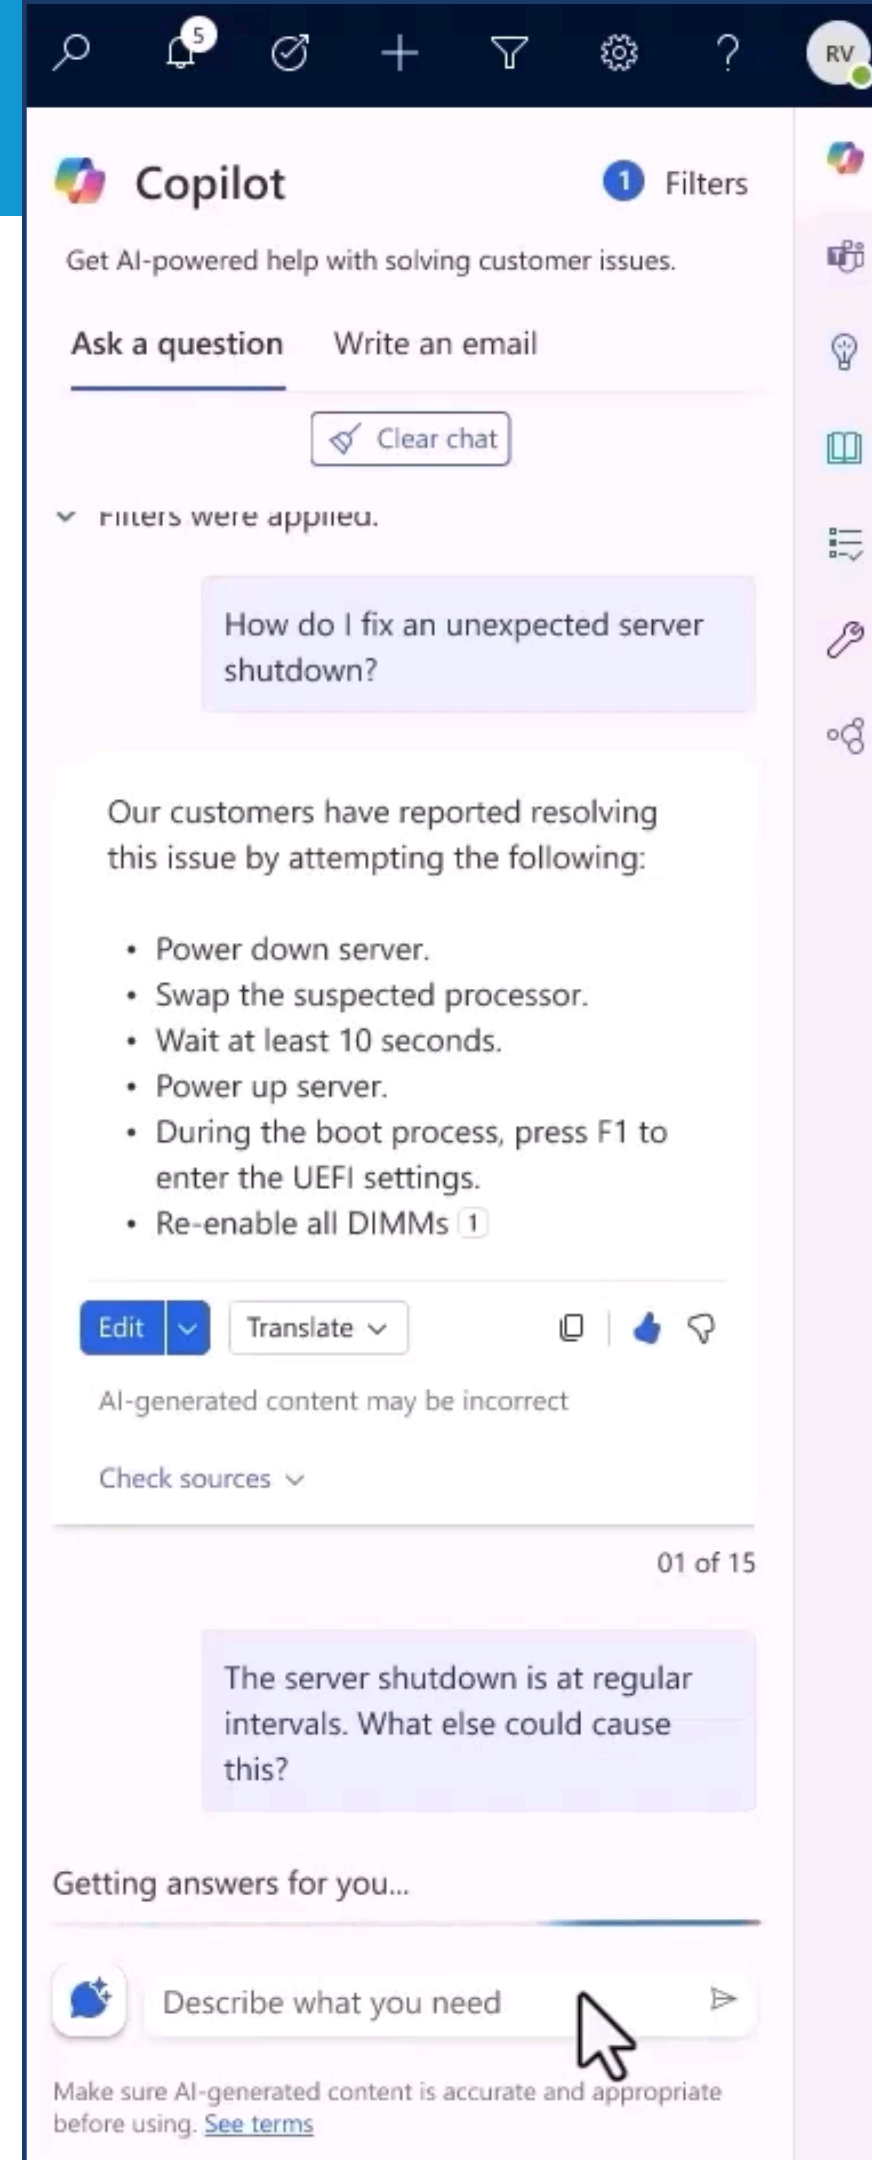 5
RV
Copilot
1 Filters
Get AI-powered help with solving customer issues.
Ask a question Write an email
Clear chat
Filters were applied.
How do I fix an unexpected server
shutdown?
Our customers have reported resolving
this issue by attempting the following:
• Power down server.
• Swap the suspected processor.
• Wait at least 10 seconds.
• Power up server.
• During the boot process, press F1 to
enter the UEFI settings.
• Re-enable all DIMMs 1
Edit Translate
AI-generated content may be incorrect
Check sources
01 of 15
The server shutdown is at regular
intervals. What else could cause
this?
Getting answers for you...
Describe what you need
Make sure AI-generated content is accurate and appropriate
before using. See terms